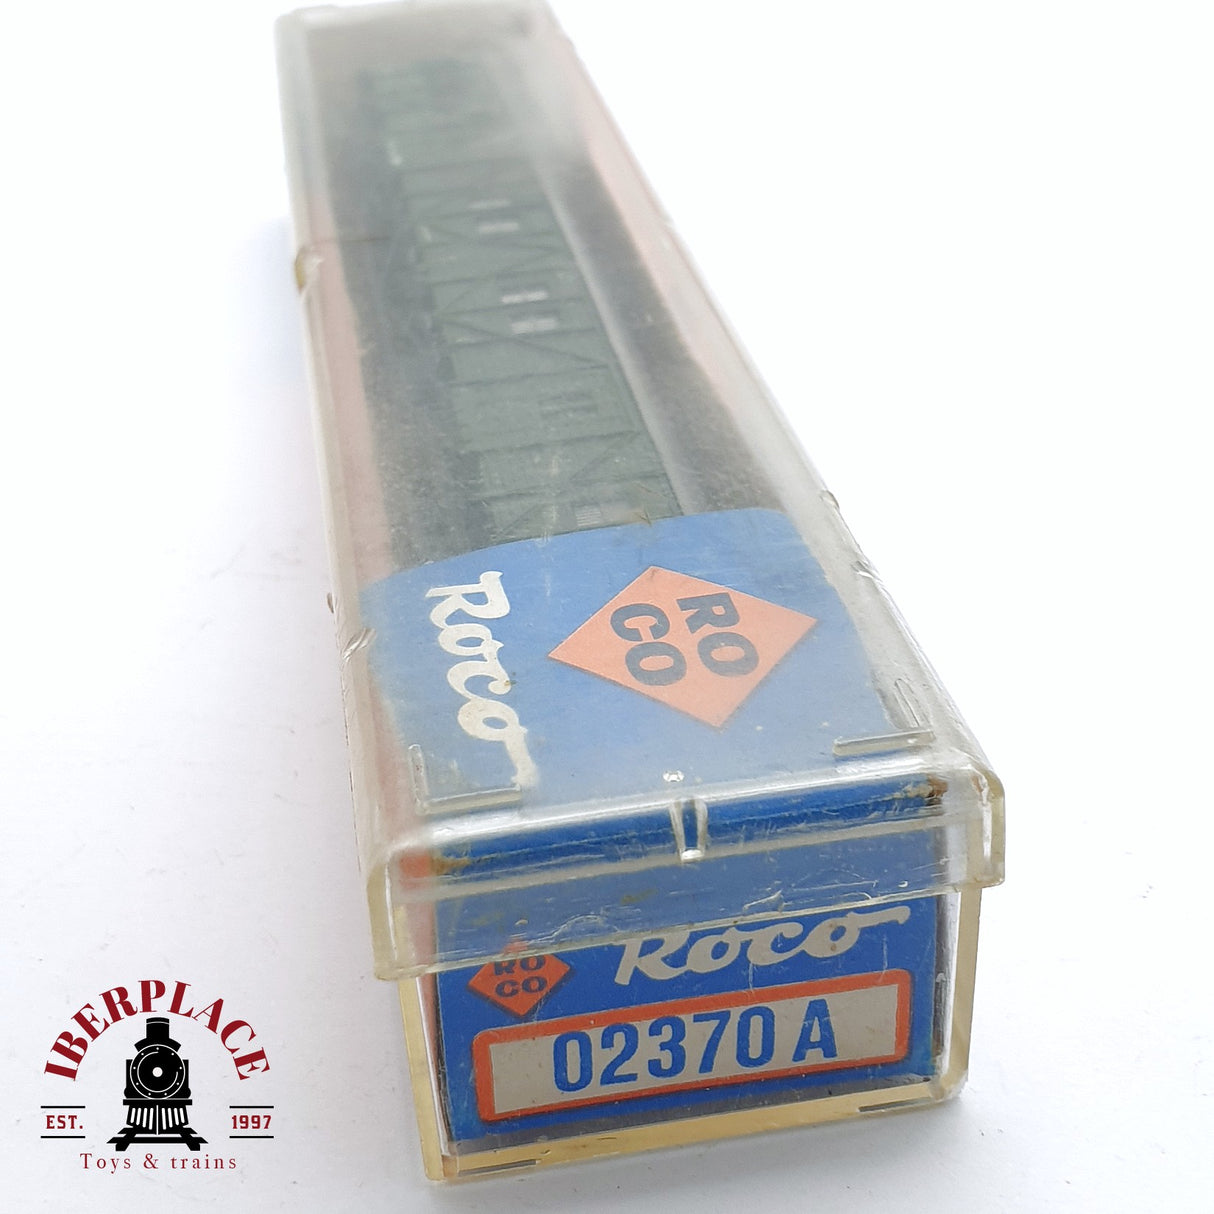 RO
CO
Roco
RO
CO
Roco
02370 A
IBERPLACE
EST. 1997
Toys & trains